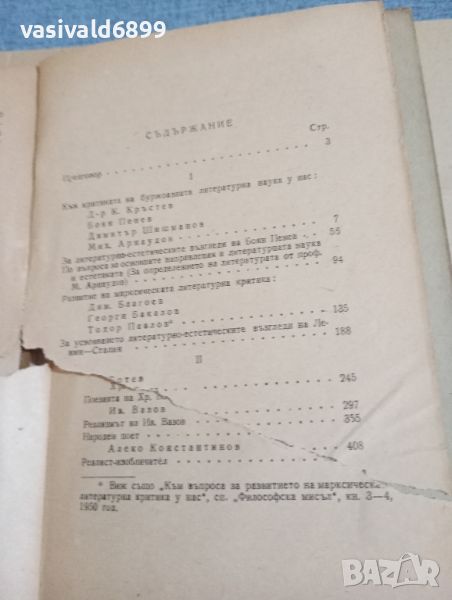 vasivald6899
СЪДЪРЖАНИЕ
Стр.
Предговор 3
I
Към критиката на буржоазната литературна наука у нас:
Д-р К. Кръстев
Боян Пенев
Димитър Шишманов
Мих. Арнаудов 7
За литературно-естетическите възгледи на Боян Пенев 55
По въпроса за основните направления в литературната наука
и естетиката (За определението на литературата от проф.
М. Арнаудов) 94
Развитие на марксическата литературна критика:
Дим. Благоев
Георги Бакалов
Тодор Павлов* 135
За усвояването литературно-естетическите възгледи на Ле-
нин—Сталин 188
II
Ботев
Поезията на Хр. 245
Ив. Вазов 297
Реализмът на Ив. Вазов 355
Народен поет
Алеко Константинов 408
Реалист-изобличител
* Виж също „Към въпроса за развитието на марксическа
литературна критика у нас", сп. „Философска мисъл", кн. 3—4,
1950 год.
BAZAR